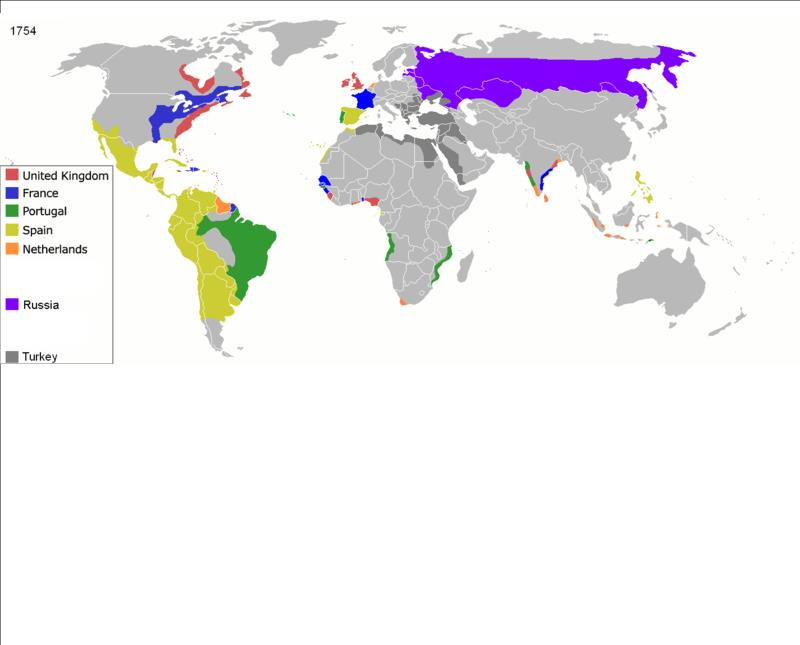 1754
United Kingdom
France
Portugal
Spain
Netherlands
Russia
Turkey